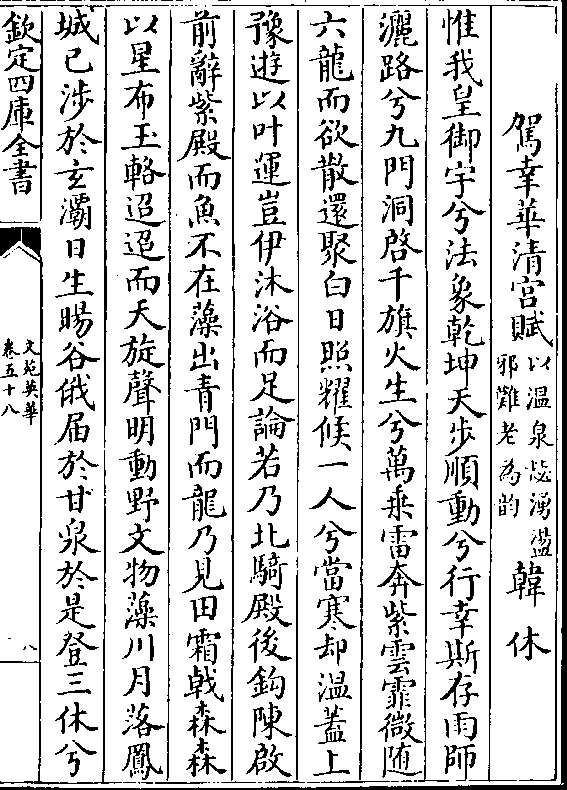 駕幸華清宮賦以溫泉毖湧盪邪難老為韵韓休
惟我皇御宇兮法象乾坤天步順動兮行幸斯存雨師
灑路兮九門洞啓千旗火生兮萬乗雷奔紫雲霏微随
六龍而欲散還聚白日照耀候一人兮當寒却溫蓋上
豫遊以叶運豈伊沐浴而足論若乃北騎殿後鈎陳啟
前辭紫殿而魚不在藻出青門而龍乃見田霜戟森森
以星布玉輅迢迢而天旋聲明動野文物藻川月落鳳
城已涉於玄灞日生暘谷俄届於甘泉於是登三休兮
欽定四庫全書
文苑英華
卷五十八
八